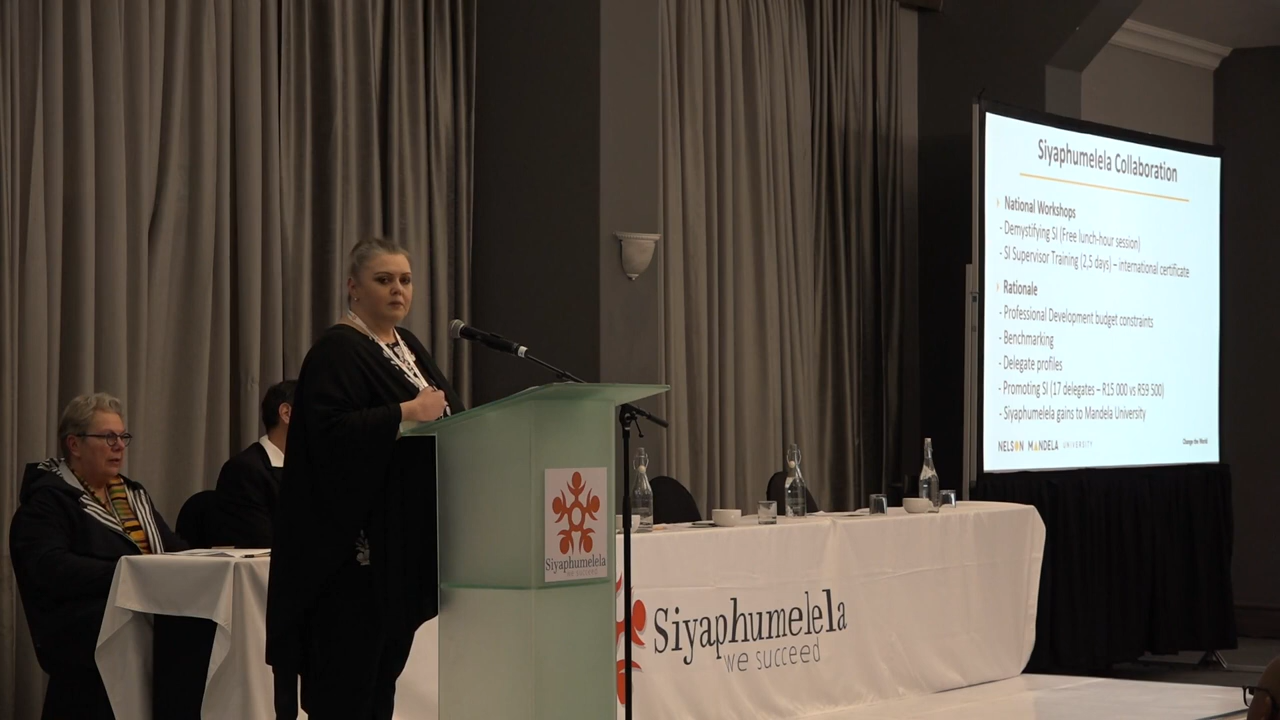 Siyaphumelela Collaboration
National Workshops
- Demystifying SI (Free lunch-hour session)
- SI Supervisor Training (2,5 days) – international certificate
Rationale
- Professional Development budget constraints
- Benchmarking
- Delegate profiles
- Promoting SI (17 delegates – R15 000 vs R59 500)
- Siyaphumelela gains to Mandela University
NELSON MANDELA UNIVERSITY
Change the World
Siyaphumelela
we succeed
Siyaphumelela
we succeed